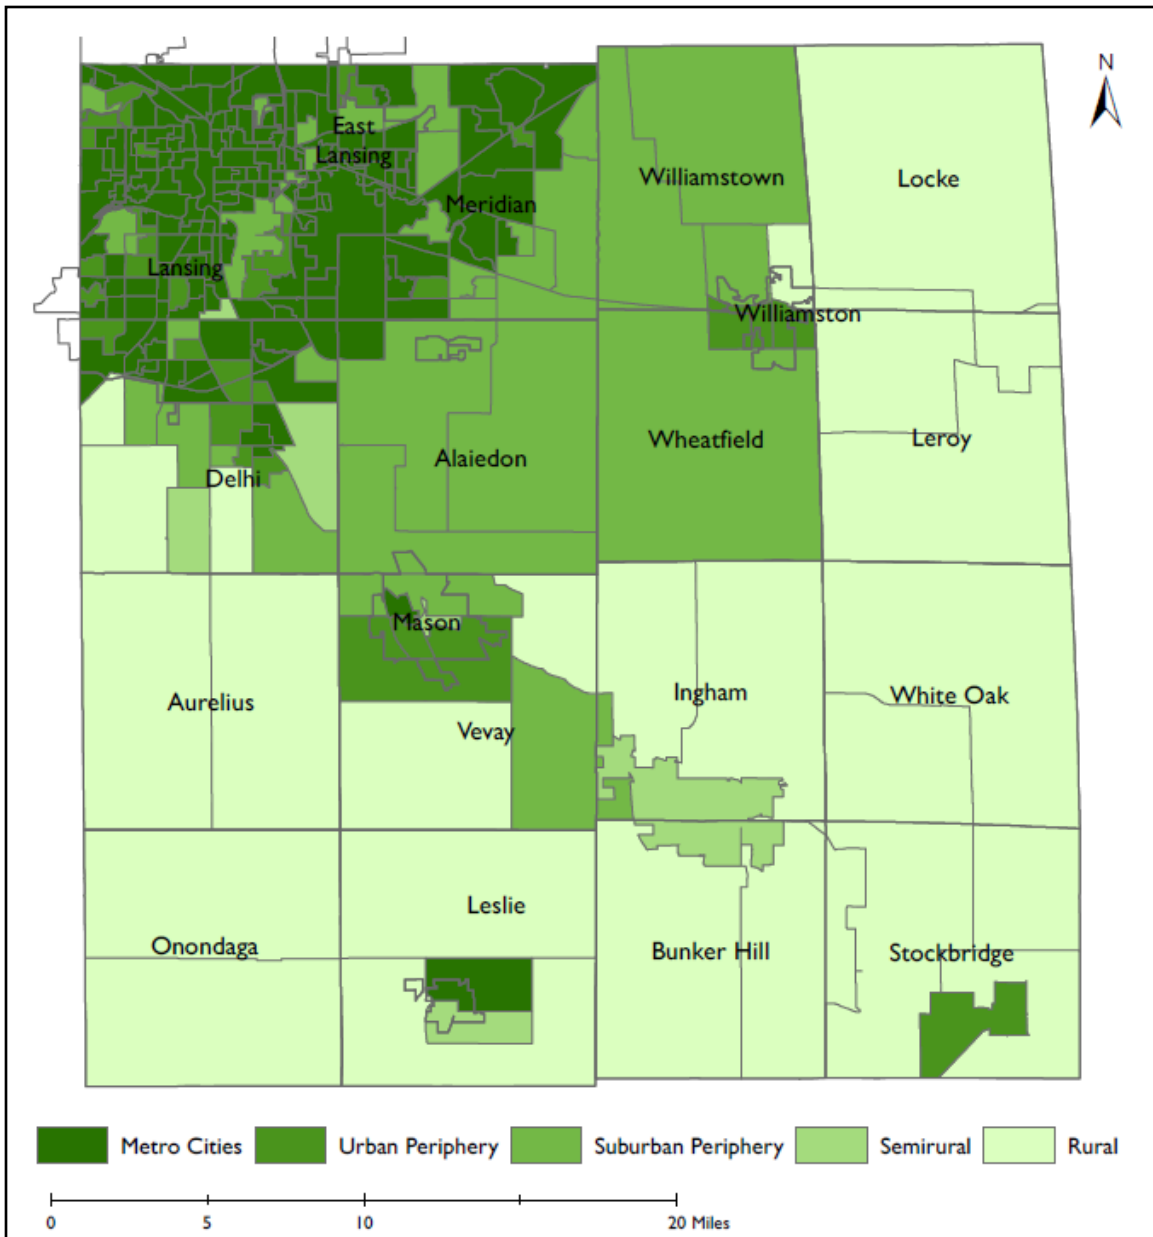 N
East
Lansing
Williamstown
Locke
Meridian
Lansing
Williamston
Wheatfield
Leroy
Alaiedon
Delhi
Mason
Ingham
White Oak
Aurelius
Vevay
Leslie
Onondaga
Bunker Hill
Stockbridge
Metro Cities
Urban Periphery
Suburban Periphery
Semirural
Rural
0
5
10
20 Miles